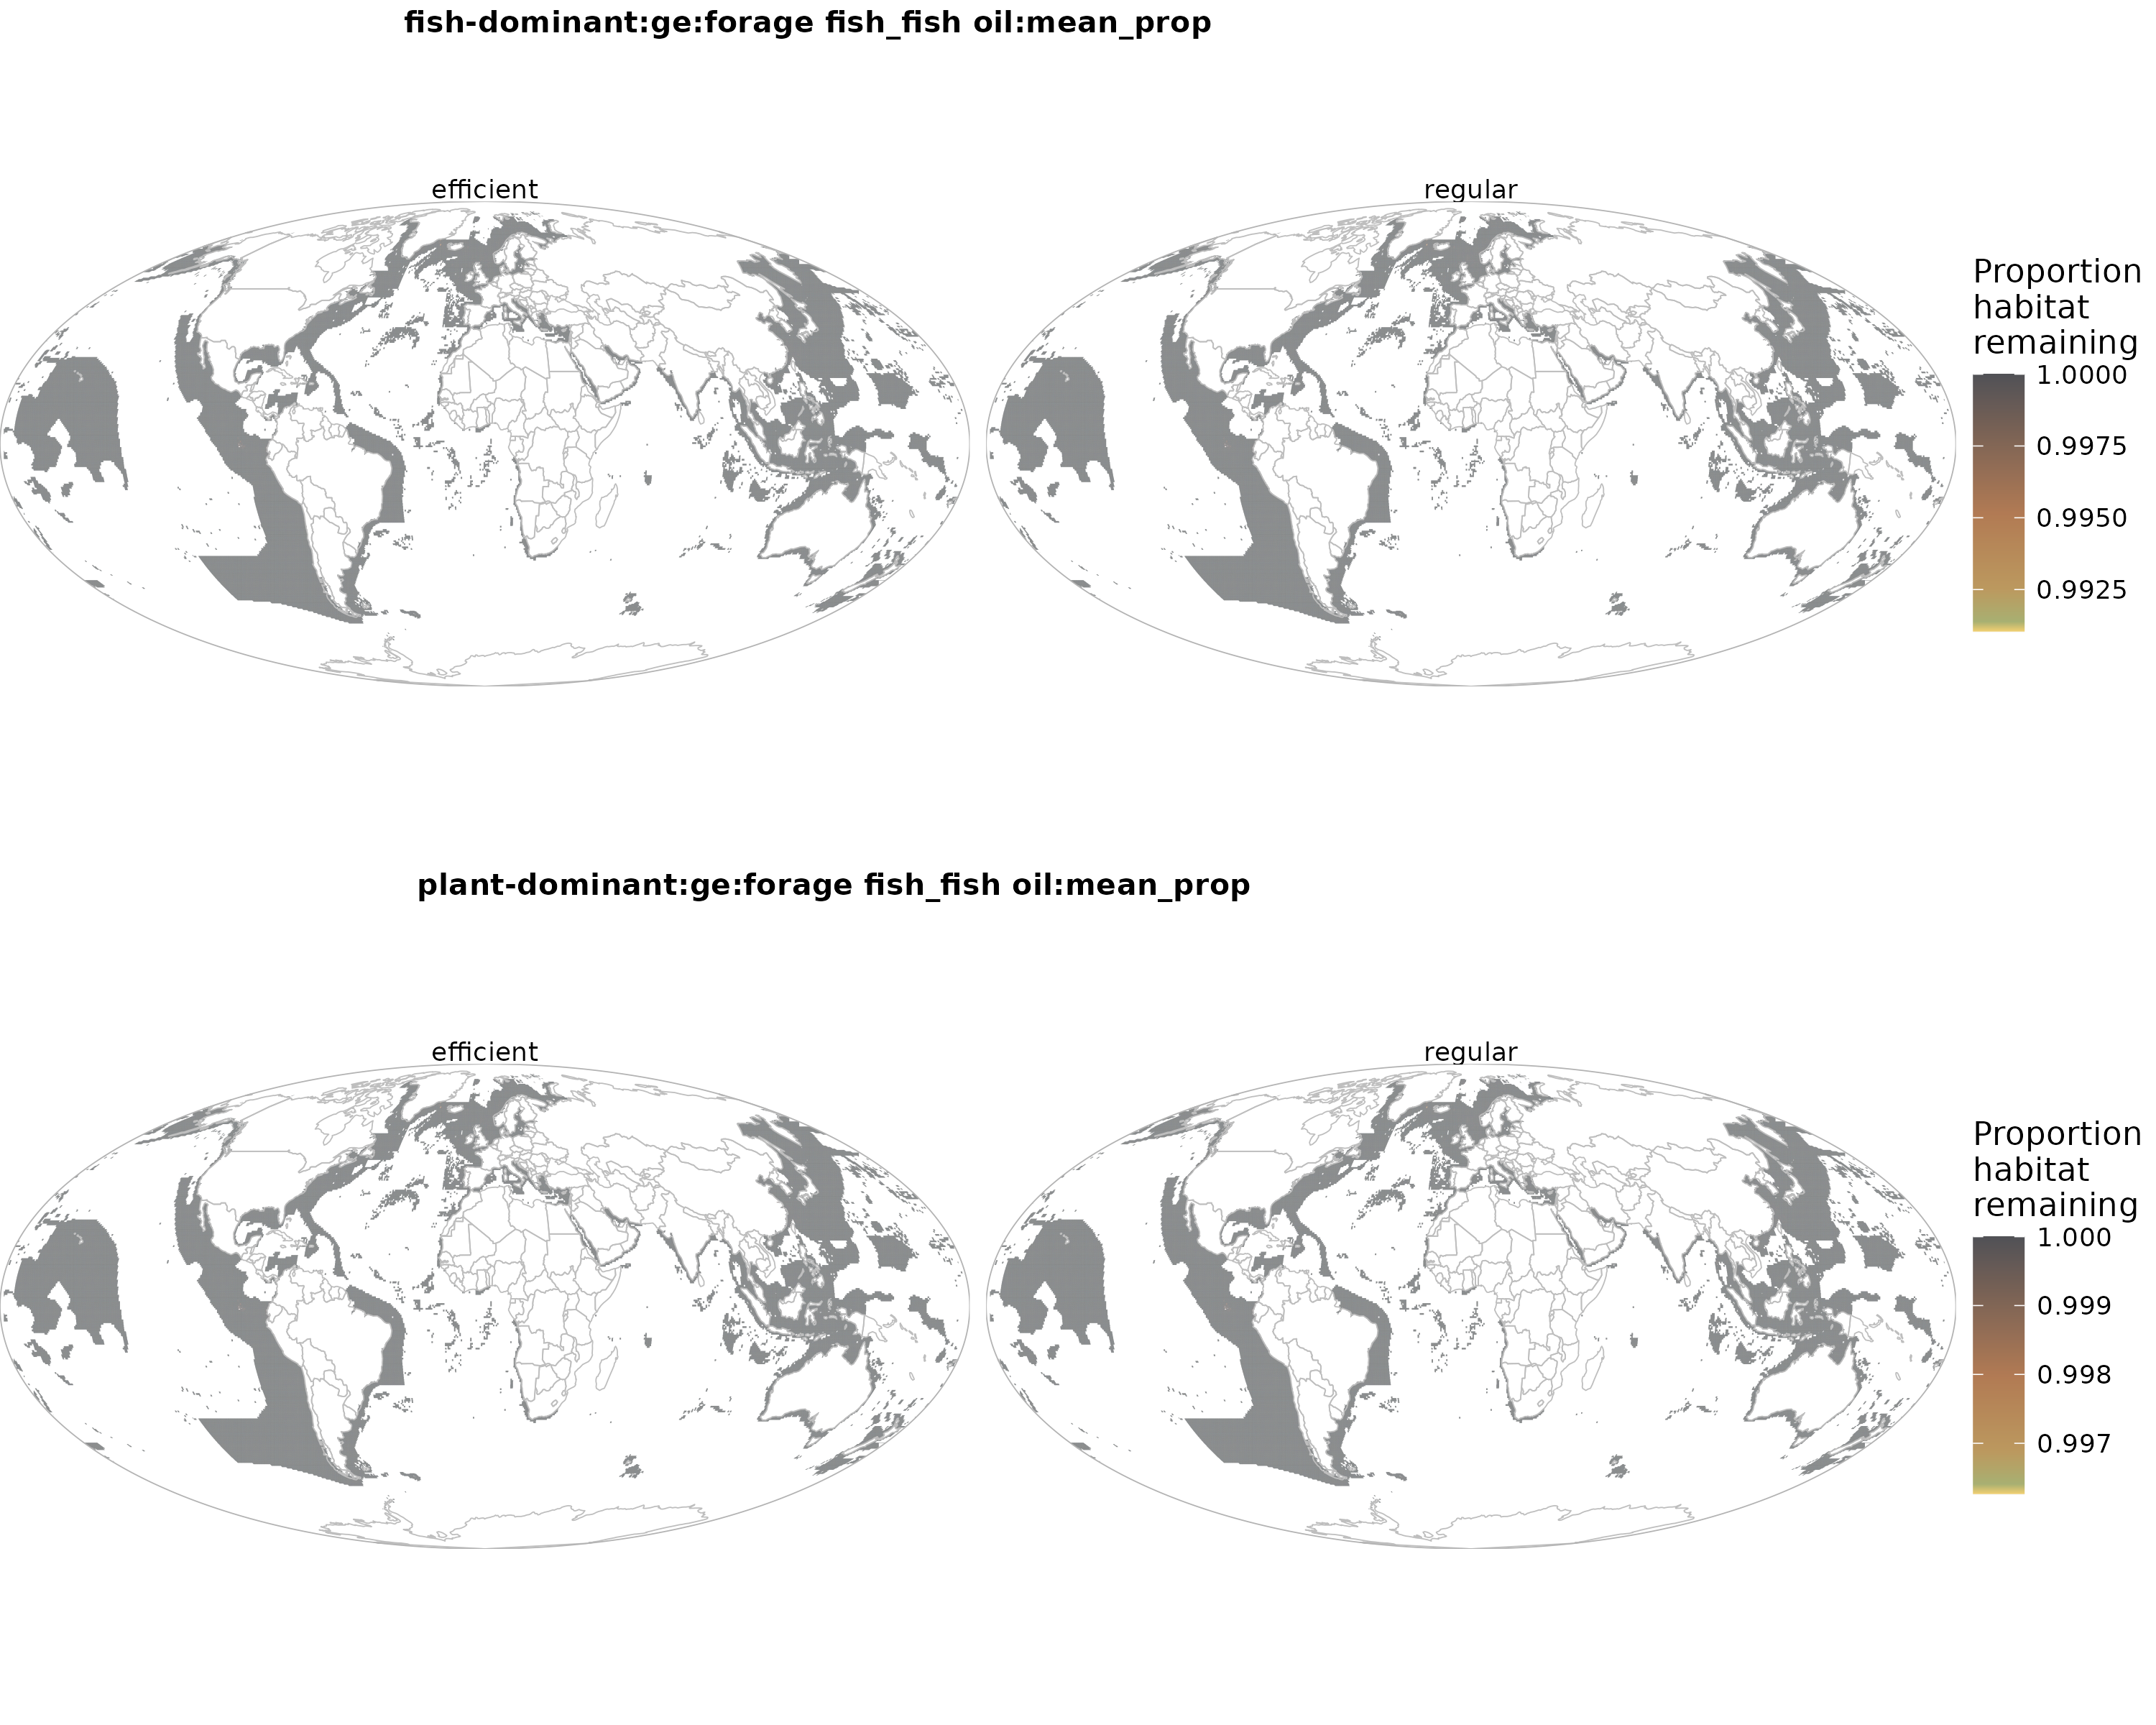 fish-dominant:ge:forage fish_fish oil:mean_prop
efficient
regular
Proportion
habitat
remaining
1.0000
0.9975
0.9950
0.9925
plant-dominant:ge:forage fish_fish oil:mean_prop
efficient
regular
Proportion
habitat
remaining
1.000
0.999
0.998
0.997